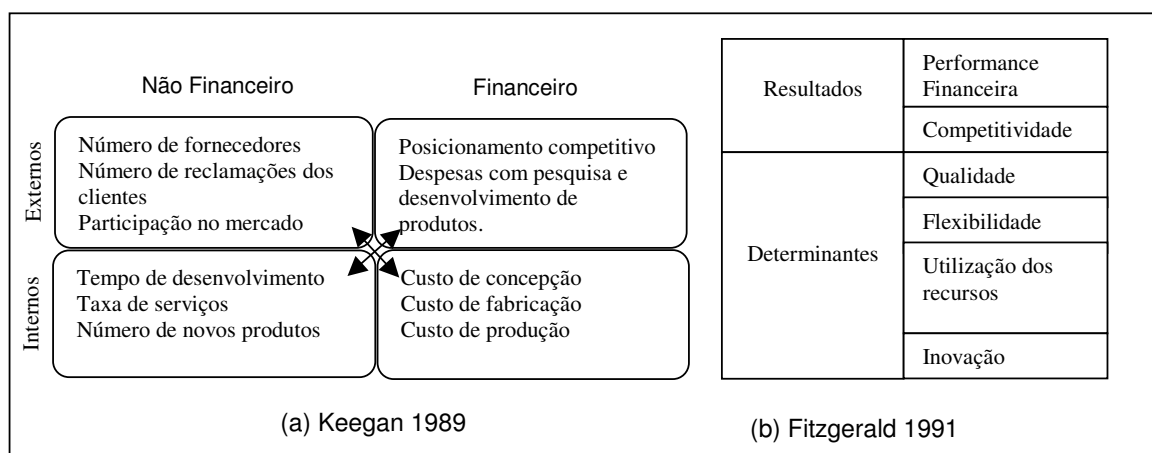 Não Financeiro
Financeiro
Externos
Número de fornecedores
Número de reclamações dos
clientes
Participação no mercado
Posicionamento competitivo
Despesas com pesquisa e
desenvolvimento de
produtos.
Internos
Tempo de desenvolvimento
Taxa de serviços
Número de novos produtos
Custo de concepção
Custo de fabricação
Custo de produção
(a) Keegan 1989
Resultados
Performance
Financeira
Competitividade
Determinantes
Qualidade
Flexibilidade
Utilização dos
recursos
Inovação
(b) Fitzgerald 1991